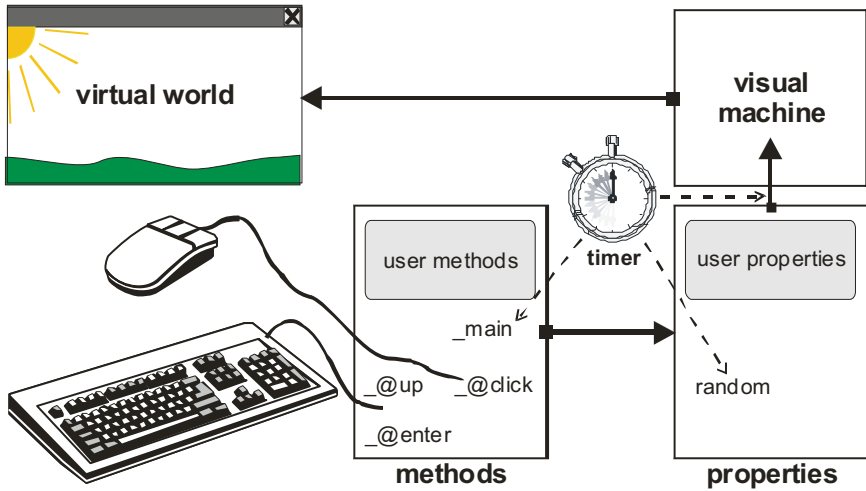 virtual world
visual
machine
user methods
timer
user properties
_main
_@up
_@click
random
_@enter
methods
properties